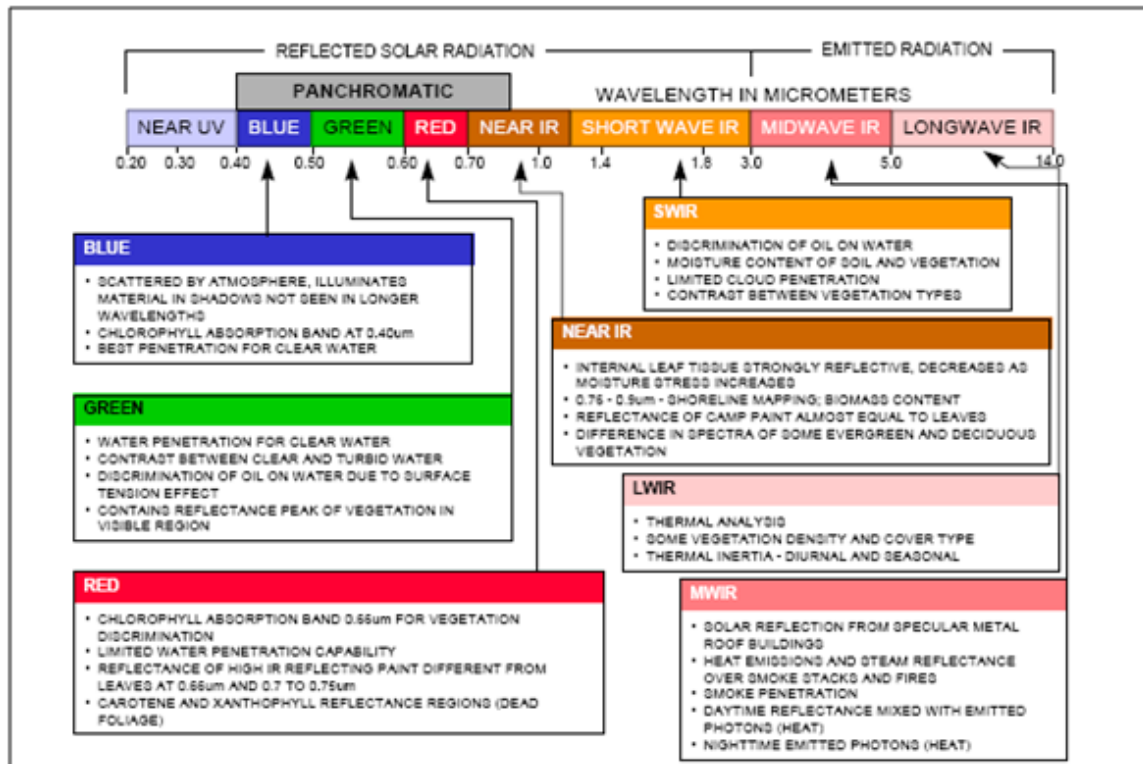 REFLECTED SOLAR RADIATION
EMITTED RADIATION
PANCHROMATIC
WAVELENGTH IN MICROMETERS
NEAR UV BLUE GREEN RED NEAR IR SHORT WAVE IR MIDWAVE IR LONGWAVE IR
0.20 0.30 0.40 0.50 0.60 0.70 1.0 1.4 1.8 3.0 5.0 14.0
BLUE
• SCATTERED BY ATMOSPHERE, ILLUMINATES
MATERIAL IN SHADOWS NOT SEEN IN LONGER
WAVELENGTHS
• CHLOROPHYLL ABSORPTION BAND AT 0.40um
• BEST PENETRATION FOR CLEAR WATER
SWIR
• DISCRIMINATION OF OIL ON WATER
• MOISTURE CONTENT OF SOIL AND VEGETATION
• LIMITED CLOUD PENETRATION
• CONTRAST BETWEEN VEGETATION TYPES
NEAR IR
• INTERNAL LEAF TISSUE STRONGLY REFLECTIVE, DECREASES AS
MOISTURE STRESS INCREASES
• 0.76 - 0.9um - SHORELINE MAPPING; BIOMASS CONTENT
• REFLECTANCE OF CAMP PAINT ALMOST EQUAL TO LEAVES
• DIFFERENCE IN SPECTRA OF SOME EVERGREEN AND DECIDUOUS
VEGETATION
GREEN
• WATER PENETRATION FOR CLEAR WATER
• CONTRAST BETWEEN CLEAR AND TURBID WATER
• DISCRIMINATION OF OIL ON WATER DUE TO SURFACE
TENSION EFFECT
• CONTAINS REFLECTANCE PEAK OF VEGETATION IN
VISIBLE REGION
LWIR
• THERMAL ANALYSIS
• SOME VEGETATION DENSITY AND COVER TYPE
• THERMAL INERTIA - DIURNAL AND SEASONAL
RED
• CHLOROPHYLL ABSORPTION BAND 0.66um FOR VEGETATION
DISCRIMINATION
• LIMITED WATER PENETRATION CAPABILITY
• REFLECTANCE OF HIGH IR REFLECTING PAINT DIFFERENT FROM
LEAVES AT 0.66um AND 0.7 TO 0.75um
• CAROTENE AND XANTHOPHYLL REFLECTANCE REGIONS (DEAD
FOLIAGE)
MWIR
• SOLAR REFLECTION FROM SPECULAR METAL
ROOF BUILDINGS
• HEAT EMISSIONS AND STEAM REFLECTANCE
OVER SMOKE STACKS AND FIRES
• SMOKE PENETRATION
• DAYTIME REFLECTANCE MIXED WITH EMITTED
PHOTONS (HEAT)
• NIGHTTIME EMITTED PHOTONS (HEAT)